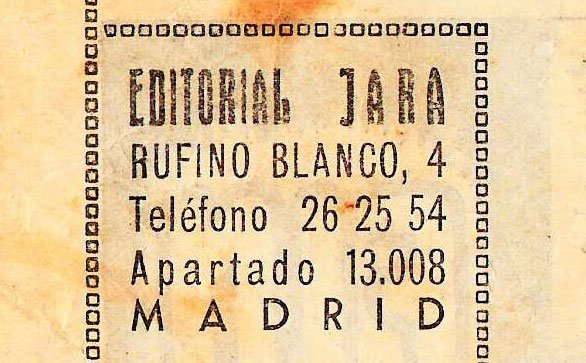 EDITORIAL JARA
RUFINO BLANCO, 4
Teléfono 26 25 54
Apartado 13.008
MADRID